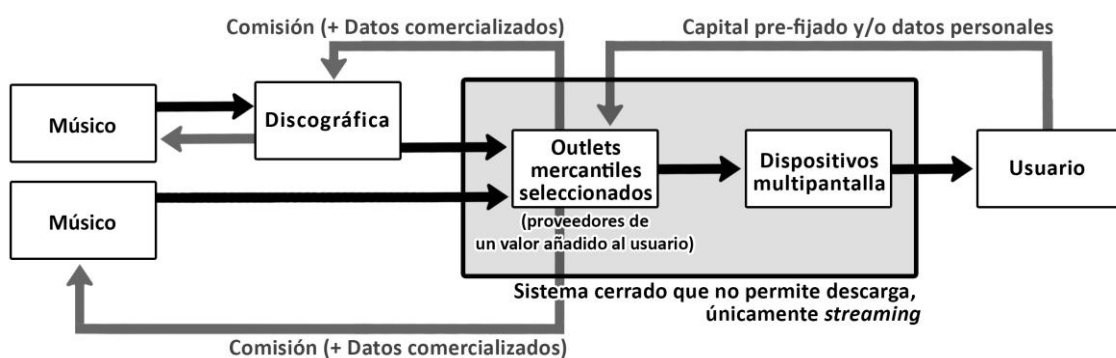 Comisión (+ Datos comercializados)
Capital pre-fijado y/o datos personales
Músico
Discográfica
Outlets
mercantiles
seleccionados
(proveedores de
un valor añadido al usuario)
Dispositivos
multipantalla
Usuario
Músico
Sistema cerrado que no permite descarga,
únicamente streaming
Comisión (+ Datos comercializados)